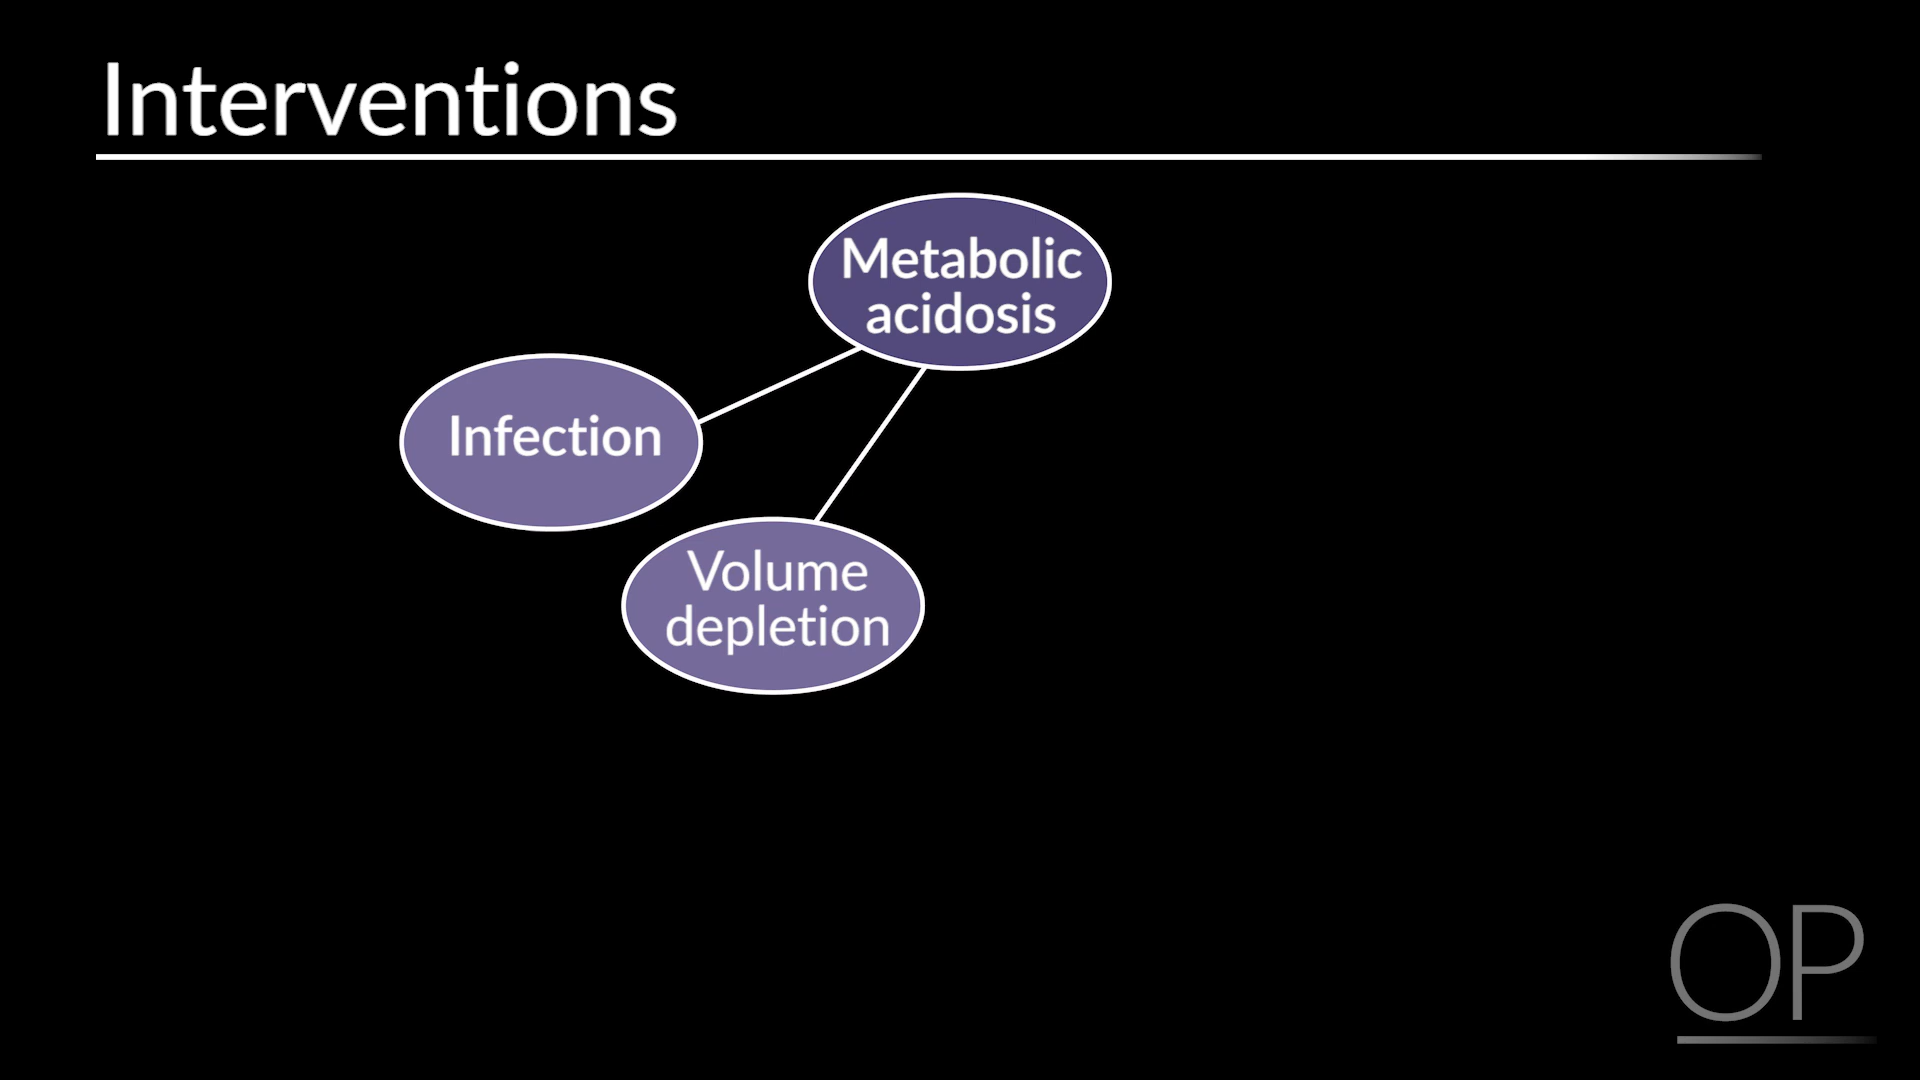 Interventions
Metabolic
acidosis
Infection
Volume
depletion
OP